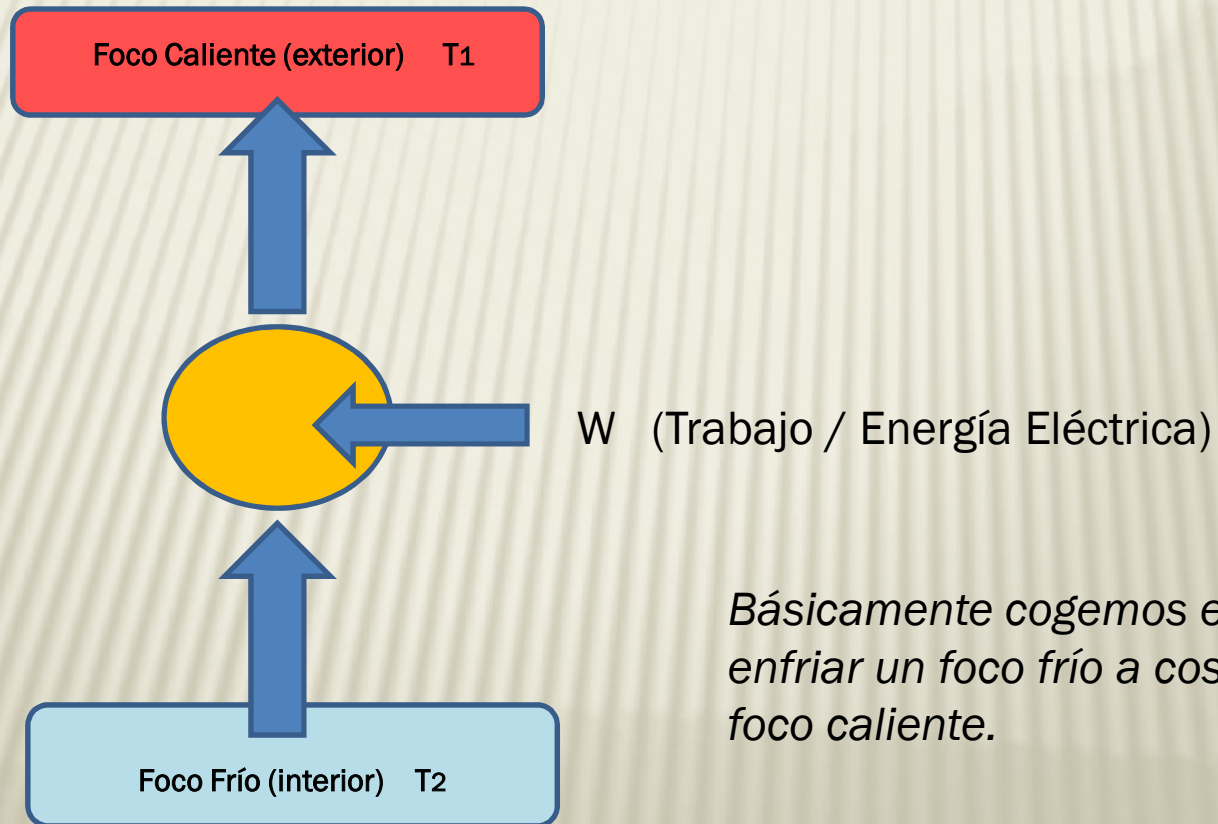 Foco Caliente (exterior) T1
W (Trabajo / Energía Eléctrica)
Básicamente cogemos
enfriar un foco frío a
foco caliente.
Foco Frío (interior) T2